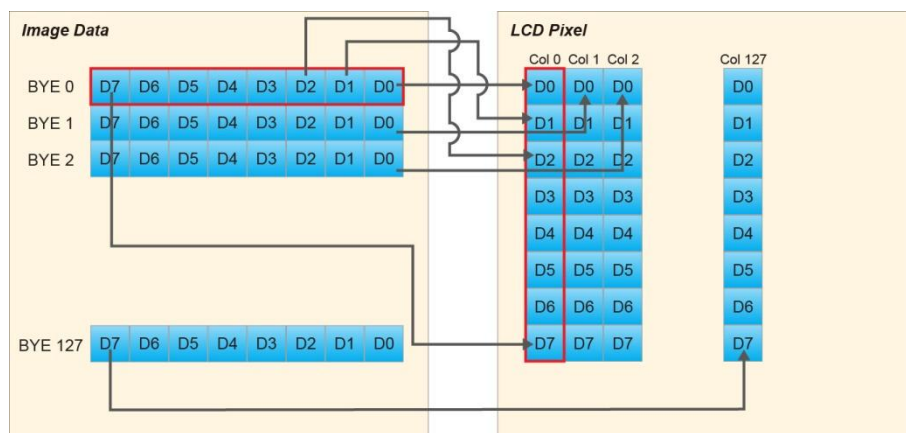 Image Data
BYE 0 D7 D6 D5 D4 D3 D2 D1 D0
BYE 1 D7 D6 D5 D4 D3 D2 D1 D0
BYE 2 D7 D6 D5 D4 D3 D2 D1 D0
BYE 127 D7 D6 D5 D4 D3 D2 D1 D0
LCD Pixel
Col 0 Col 1 Col 2 Col 127
D0 D0 D0 D0
D1 D1 D1 D1
D2 D2 D2 D2
D3 D3 D3 D3
D4 D4 D4 D4
D5 D5 D5 D5
D6 D6 D6 D6
D7 D7 D7 D7